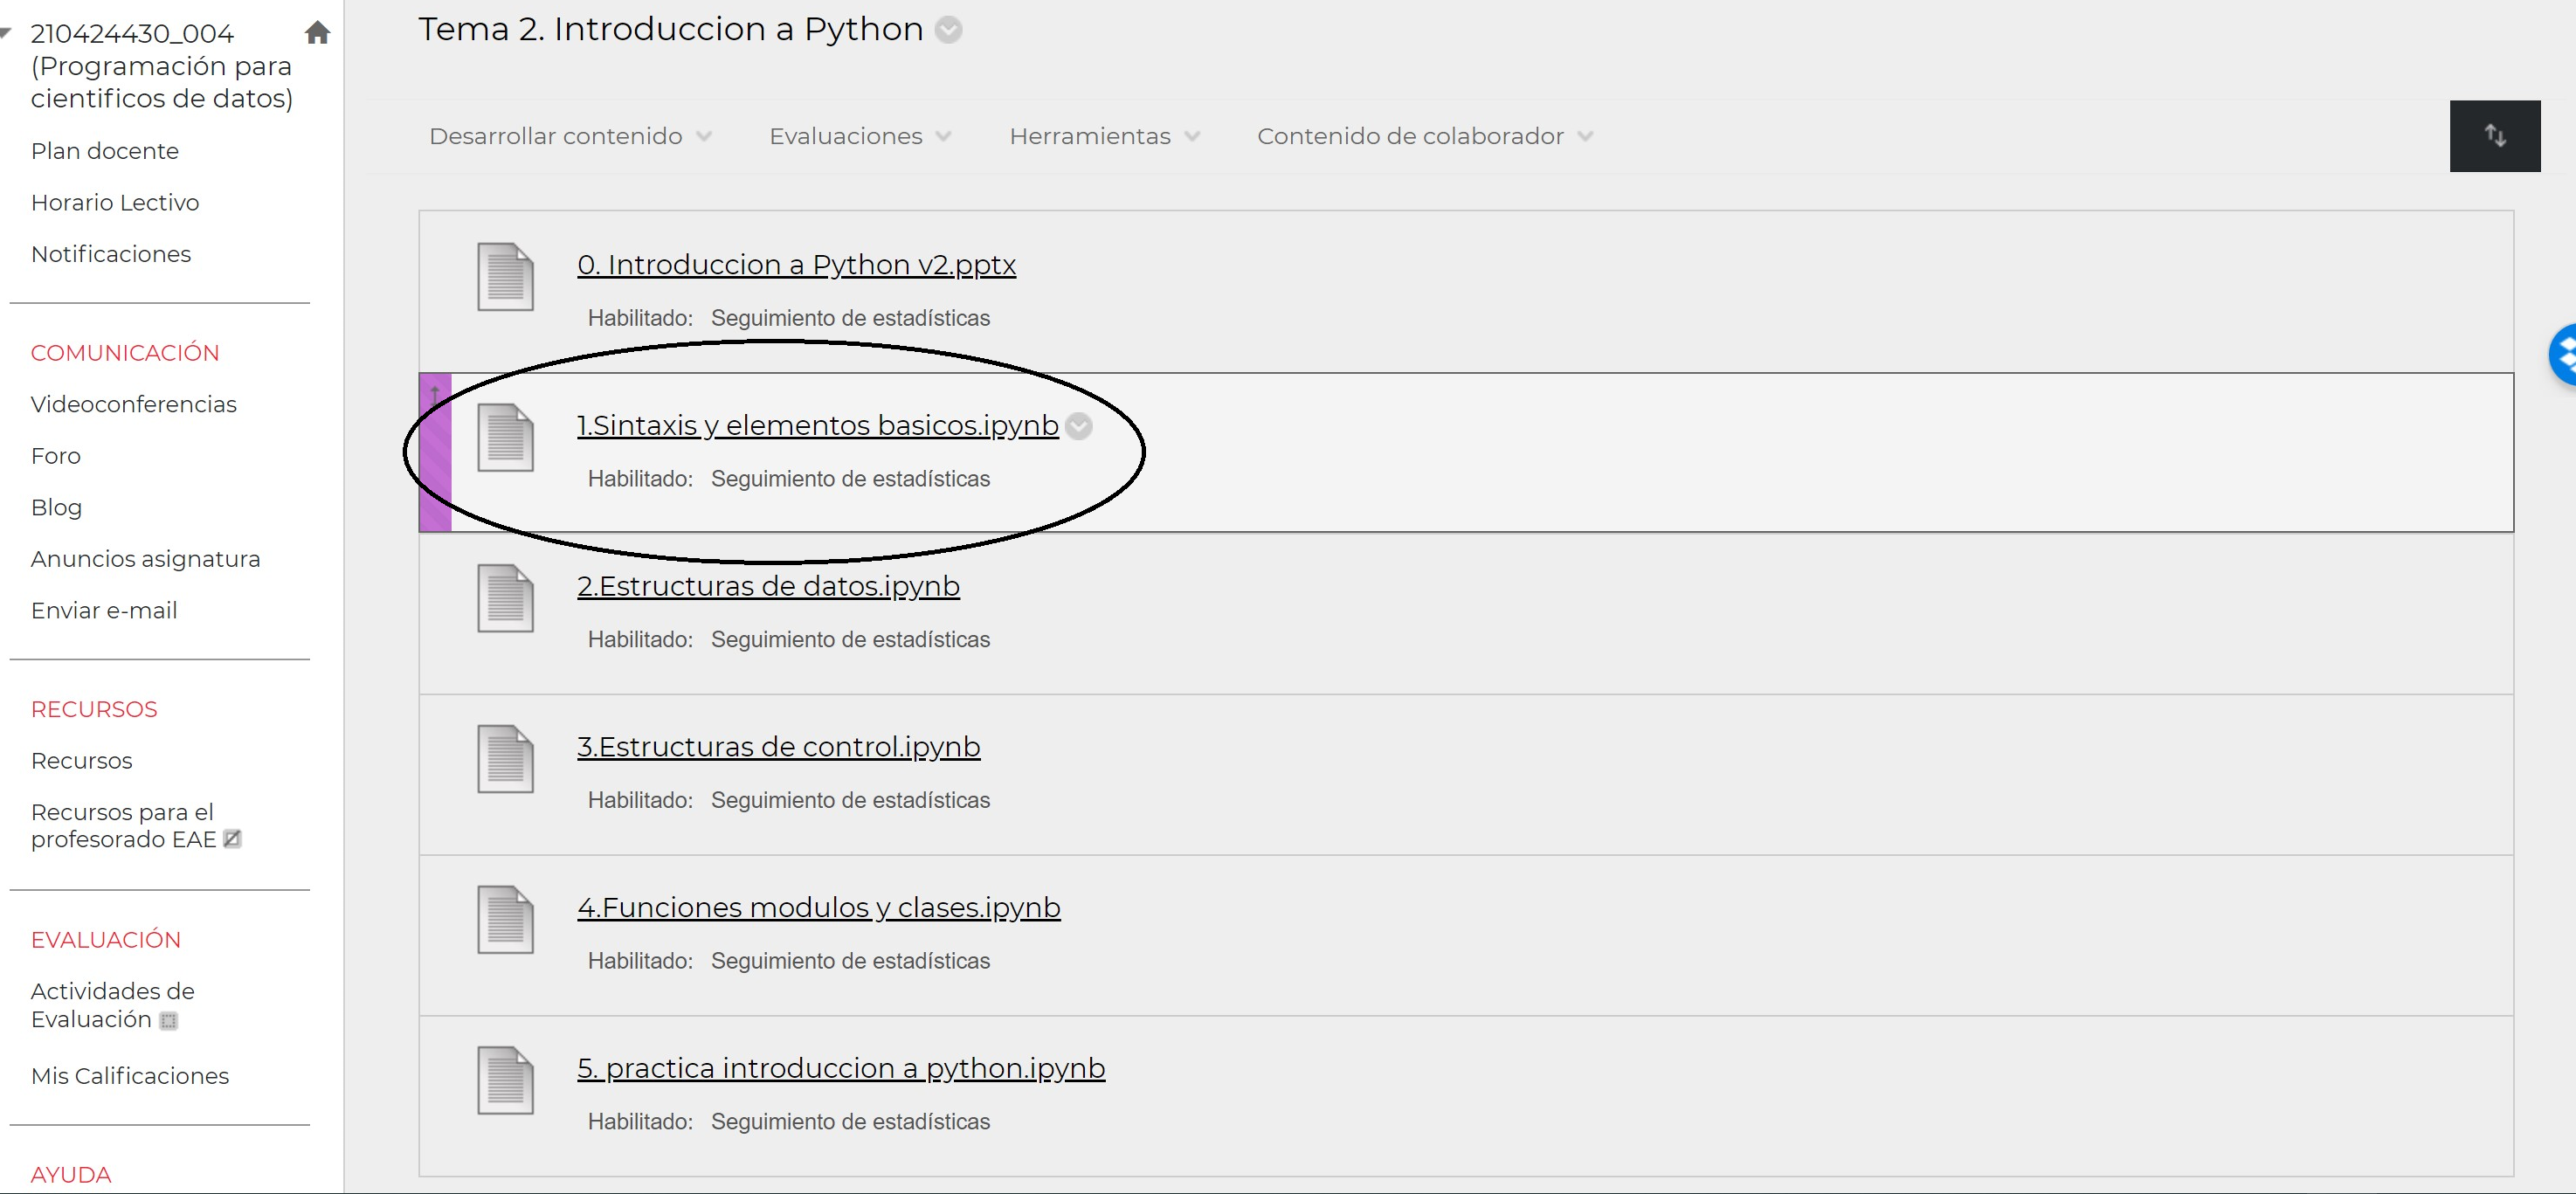 210424430_004
(Programación para
cientificos de datos)
Plan docente
Horario Lectivo
Notificaciones
COMUNICACIÓN
Videoconferencias
Foro
Blog
Anuncios asignatura
Enviar e-mail
RECURSOS
Recursos
Recursos para el
profesorado EAE
EVALUACIÓN
Actividades de
Evaluación
Mis Calificaciones
AYUDA
Tema 2. Introduccion a Python
Desarrollar contenido Evaluaciones Herramientas Contenido de colaborador
0. Introduccion a Python v2.pptx
Habilitado: Seguimiento de estadísticas
1.Sintaxis y elementos basicos.ipynb
Habilitado: Seguimiento de estadísticas
2.Estructuras de datos.ipynb
Habilitado: Seguimiento de estadísticas
3.Estructuras de control.ipynb
Habilitado: Seguimiento de estadísticas
4.Funciones modulos y clases.ipynb
Habilitado: Seguimiento de estadísticas
5. practica introduccion a python.ipynb
Habilitado: Seguimiento de estadísticas